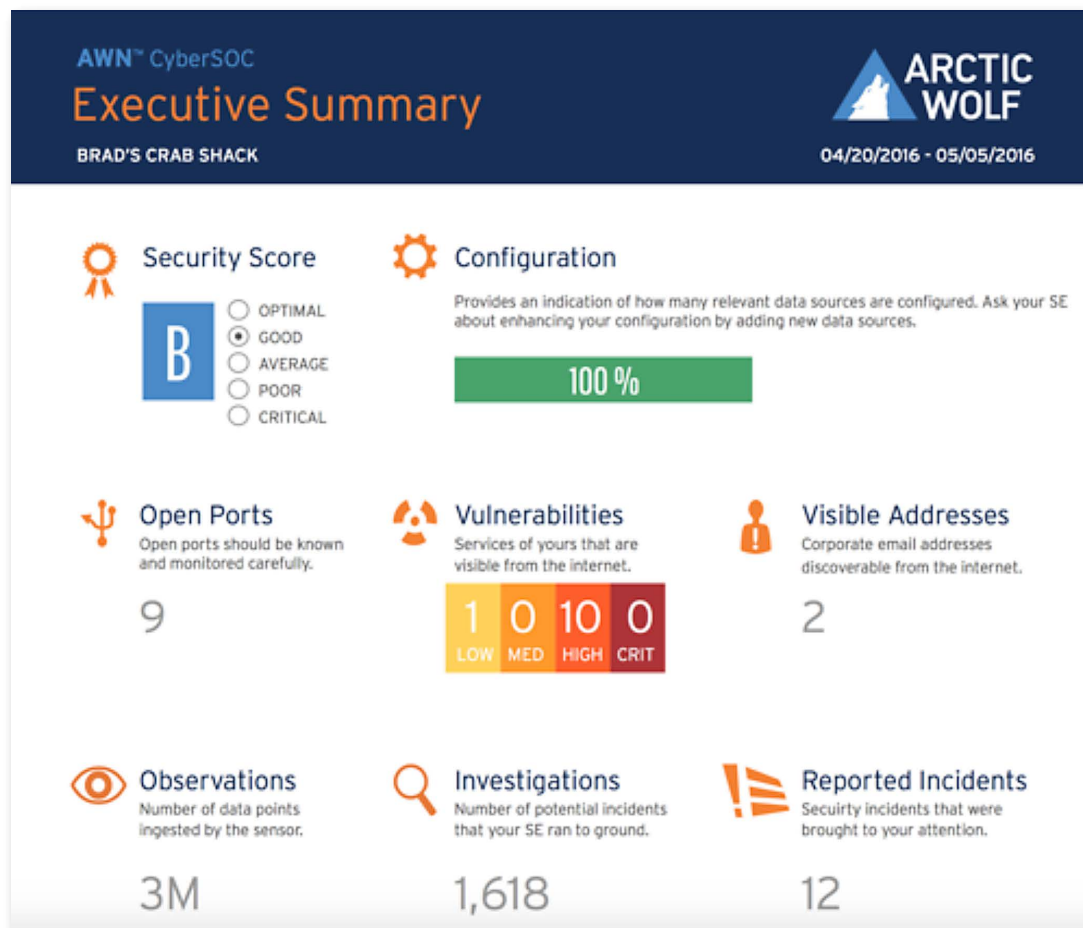 AWN™ CyberSOC
Executive Summary
BRAD'S CRAB SHACK
ARCTIC
WOLF
04/20/2016 - 05/05/2016
Security Score
B
OPTIMAL
GOOD
AVERAGE
POOR
CRITICAL
Configuration
Provides an indication of how many relevant data sources are configured. Ask your SE
about enhancing your configuration by adding new data sources.
100 %
Open Ports
Open ports should be known
and monitored carefully.
9
Vulnerabilities
Services of yours that are
visible from the internet.
1 0 10 0
LOW MED HIGH CRIT
Visible Addresses
Corporate email addresses
discoverable from the internet.
2
Observations
Number of data points
ingested by the sensor.
3M
Investigations
Number of potential incidents
that your SE ran to ground.
1,618
Reported Incidents
Secuirty incidents that were
brought to your attention.
12